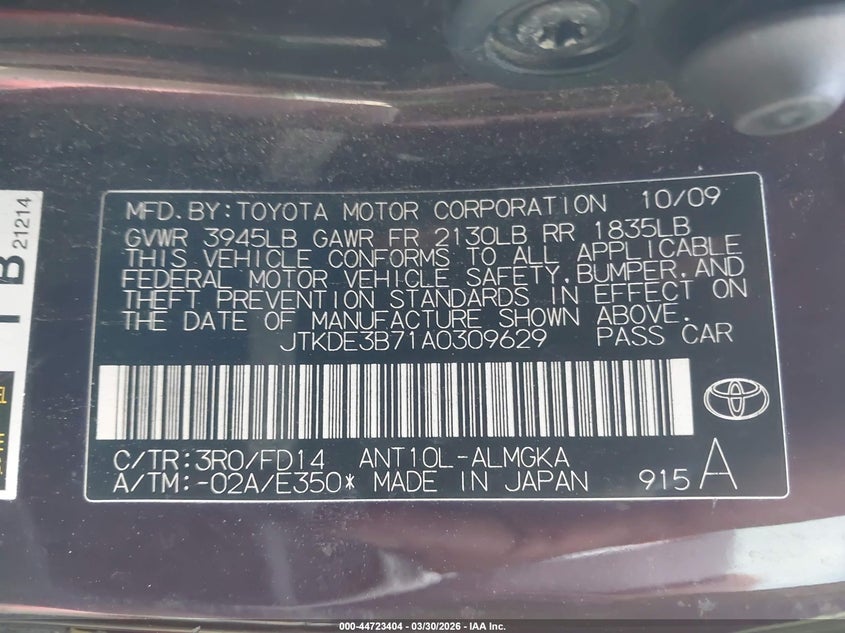 MFD.BY:TOYOTA MOTOR CORPORATION 10/09
GVWR 3945LB GAWR FR 2130LB RR 1835LB
THIS VEHICLE CONFORMS TO ALL APPLICABLE
FEDERAL MOTOR VEHICLE SAFETY,BUMPER,AND
THEFT PREVENTION STANDARDS IN EFFECT ON
THE DATE OF MANUFACTURE SHOWN ABOVE.
JTKDE3B71A0309629 PASS CAR
C/TR:3R0/FD14 ANT10L-ALMGKA
A/TM:-02A/E350* MADE IN JAPAN 915 A
21214
000-44723404 - 03/30/2026 - IAA Inc.